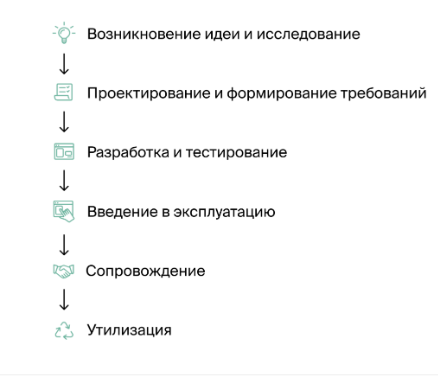 Возникновение идеи и исследование
Проектирование и формирование требований
Разработка и тестирование
Введение в эксплуатацию
Сопровождение
Утилизация